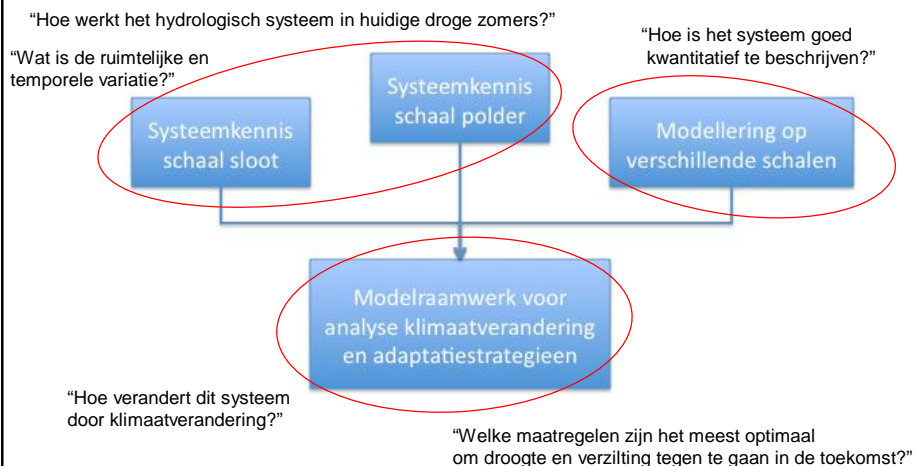 “Hoe werkt het hydrologisch systeem in huidige droge zomers?”
“Wat is de ruimtelijke en
temporele variatie?”
“Hoe is het systeem goed
kwantitatief te beschrijven?”
Systeemkennis
schaal sloot
Systeemkennis
schaal polder
Modellering op
verschillende schalen
Modelraamwerk voor
analyse klimaatverandering
en adaptatiestrategieen
“Hoe verandert dit systeem
door klimaatverandering?”
“Welke maatregelen zijn het meest optimaal
om droogte en verzilting tegen te gaan in de toekomst?”